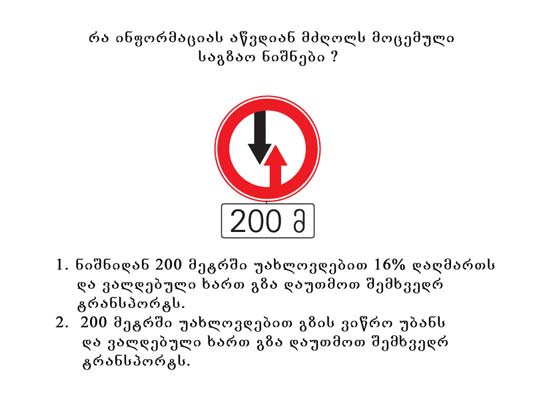 რა ინფორმაციას აწვდიან მძღოლს მოცემული
საგზაო ნიშნები ?
200 მ
1. ნიშნიდან 200 მეტრში უახლოვდებით 16% დაღმართს
და ვალდებული ხართ გზა დაუთმოთ შემხვედრ
ტრანსპორტს.
2. 200 მეტრში უახლოვდებით გზის ვიწრო უბანს
და ვალდებული ხართ გზა დაუთმოთ შემხვედრ
ტრანსპორტს.